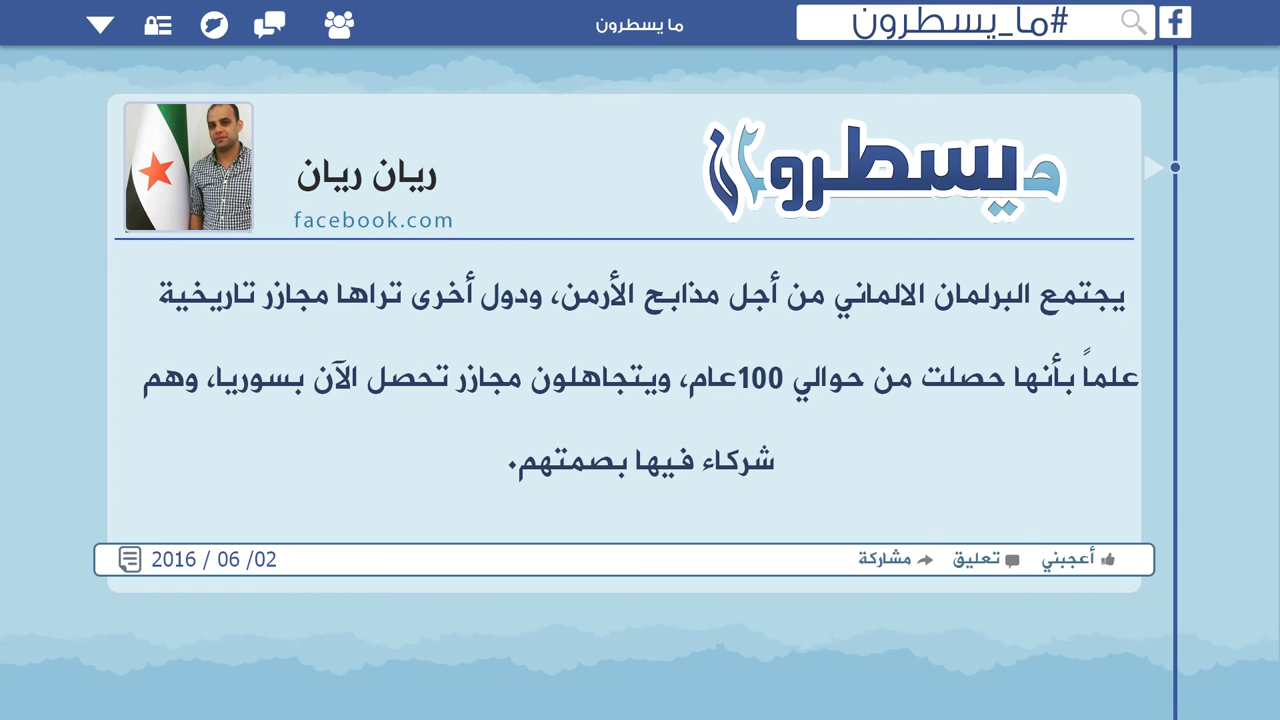 ما يسطرون
#ما_يسطرون
ما يسطرون٢
ريان ريان
facebook.com
يجتمع البرلمان الالماني من أجل مذابح الأرمن، ودول أخرى تراها مجازر تاريخية
علماً بأنها حصلت من حوالي 100عام، ويتجاهلون مجازر تحصل الآن بسوريا، وهم
شركاء فيها بصمتهم.
أعجبني تعليق مشاركة
2016 / 06 /02